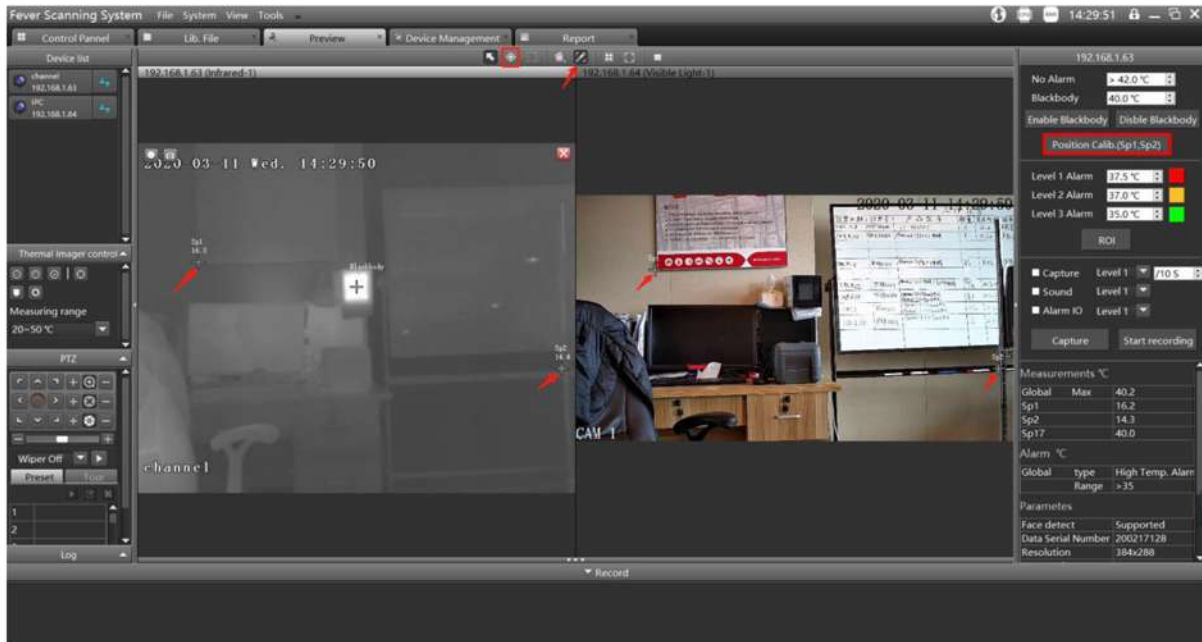 Fever Scanning System File System View Tools
14:29:51
Control Pannel
Lib. File
Preview
Device Management
Report
Device list
channel
192.168.1.63
IPC
192.168.1.64
Thermal Imager control
Measuring range
20~50 ℃
PTZ
Wiper Off
Preset Tour
1
2
Log
192.168.1.63 (Infrared-1)
2020-03-11 Wed. 14:29:50
Sp1
Blackbody
Sp2
14.4
channel
192.168.1.64 (Visible Light-1)
2020-03-11 14:29:50
Sp2
CAM 1
Record
192.168.1.63
No Alarm > 42.0 ℃
Blackbody 40.0 ℃
Enable Blackbody Disble Blackbody
Position Calib.(Sp1,Sp2)
Level 1 Alarm 37.5 ℃
Level 2 Alarm 37.0 ℃
Level 3 Alarm 35.0 ℃
ROI
Capture Level 1 /10 S
Sound Level 1
Alarm IO Level 1
Capture Start recording
Measurements ℃
Global Max 40.2
Sp1 16.2
Sp2 14.3
Sp17 40.0
Alarm ℃
Global type High Temp. Alarm
Range >35
Parametes
Face detect Supported
Data Serial Number 200217128
Resolution 384x288